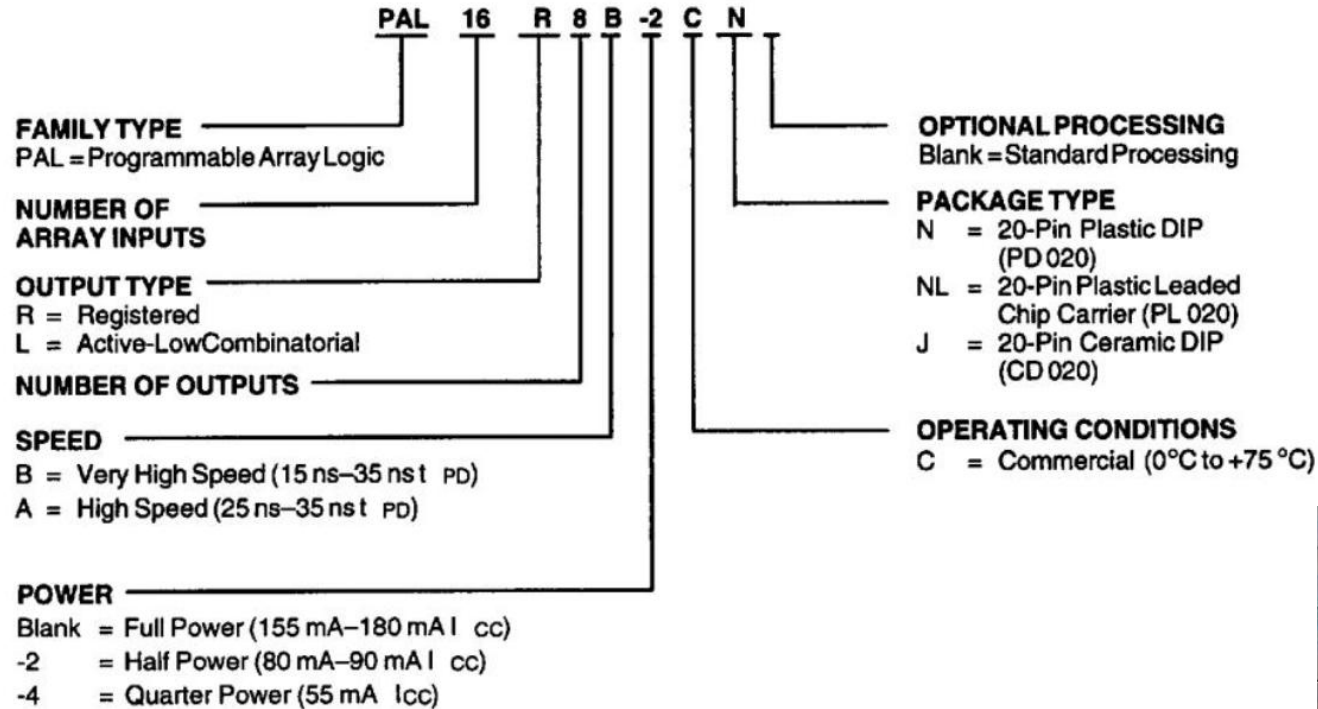 PAL 16 R 8 B -2 C N
FAMILY TYPE
PAL = Programmable Array Logic
NUMBER OF
ARRAY INPUTS
OUTPUT TYPE
R = Registered
L = Active-LowCombinatorial
NUMBER OF OUTPUTS
SPEED
B = Very High Speed (15 ns–35 ns t PD)
A = High Speed (25 ns–35 ns t PD)
POWER
Blank = Full Power (155 mA–180 mA I CC)
-2 = Half Power (80 mA–90 mA I CC)
-4 = Quarter Power (55 mA ICC)
OPTIONAL PROCESSING
Blank = Standard Processing
PACKAGE TYPE
N = 20-Pin Plastic DIP
(PD 020)
NL = 20-Pin Plastic Leaded
Chip Carrier (PL 020)
J = 20-Pin Ceramic DIP
(CD 020)
OPERATING CONDITIONS
C = Commercial (0°C to +75 °C)